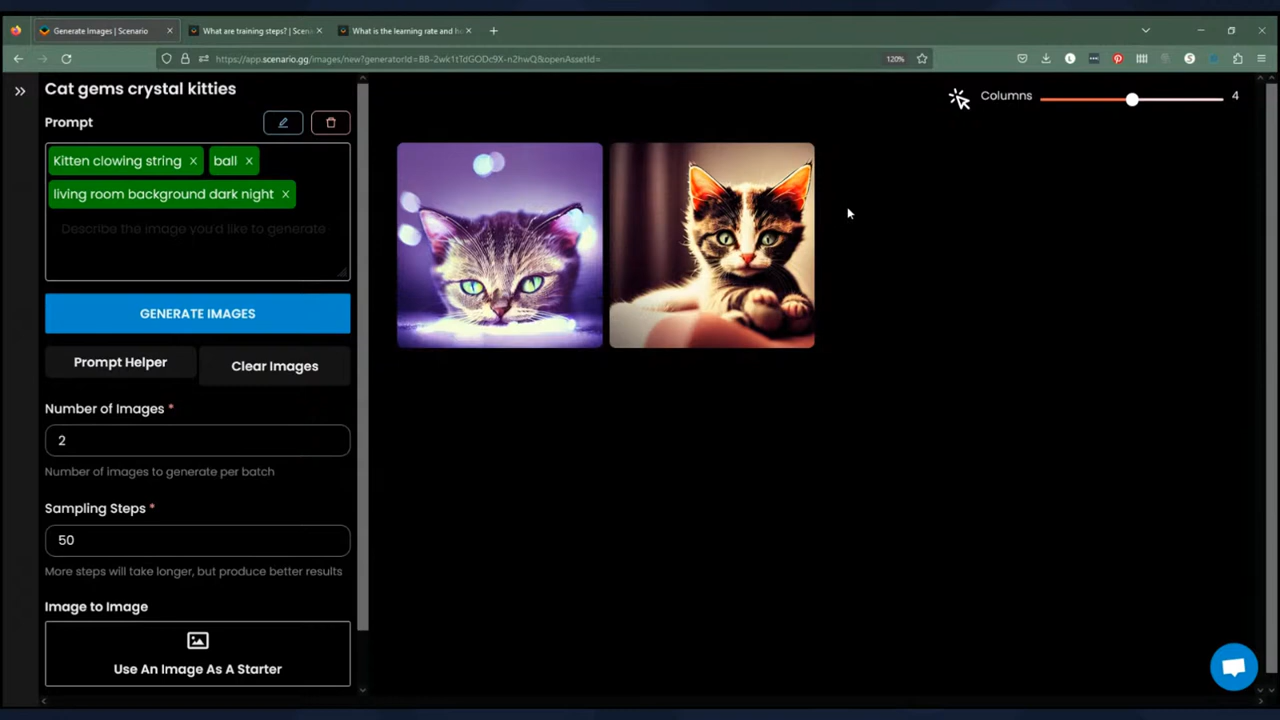 Generate Images | Scenario
What are training steps? | Scen
What is the learning rate and h
https://app.scenario.gg/images/new?generatorId=BB-2wk1tTdGODc9X-n2hwQ&openAssetId=
120%
Cat gems crystal kitties
Columns
4
Prompt
Kitten clowing string ×
ball ×
living room background dark night ×
Describe the image you'd like to generate
GENERATE IMAGES
Prompt Helper
Clear Images
Number of Images *
2
Number of images to generate per batch
Sampling Steps *
50
More steps will take longer, but produce better results
Image to Image
Use An Image As A Starter